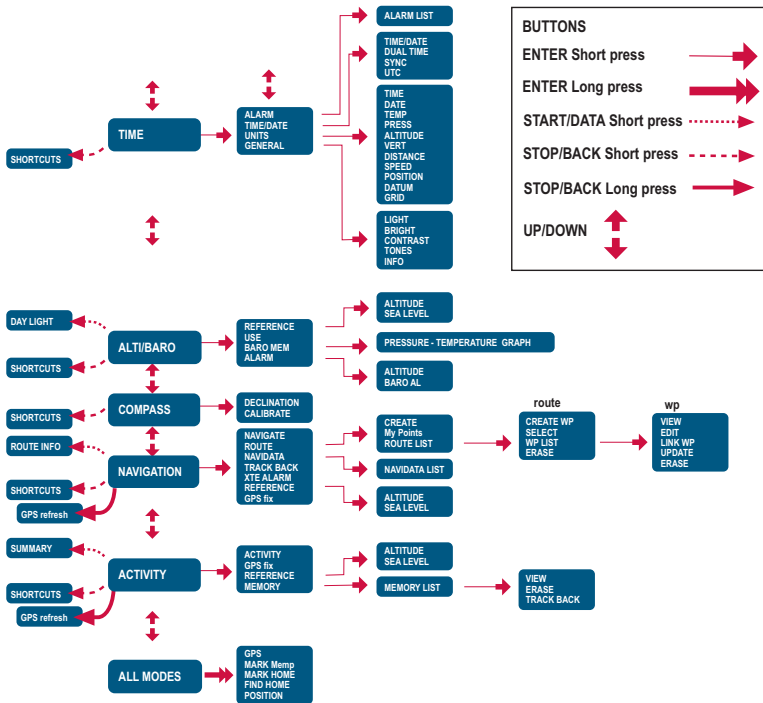 ALARM LIST
TIME/DATE
DUAL TIME
SYNC
UTC
TIME
SHORTCUTS
ALARM
TIME/DATE
UNITS
GENERAL
TIME
DATE
TEMP
PRESS
ALTITUDE
VERT
DISTANCE
SPEED
POSITION
DATUM
GRID
LIGHT
BRIGHT
CONTRAST
TONES
INFO
BUTTONS
ENTER Short press
ENTER Long press
START/DATA Short press
STOP/BACK Short press
STOP/BACK Long press
UP/DOWN
DAY LIGHT
ALTI/BARO
SHORTCUTS
REFERENCE
USE
BARO MEM
ALARM
ALTITUDE
SEA LEVEL
PRESSURE - TEMPERATURE GRAPH
ALTITUDE
BARO AL
SHORTCUTS
COMPASS
DECLINATION
CALIBRATE
ROUTE INFO
NAVIGATION
SHORTCUTS
GPS refresh
NAVIGATE
ROUTE
NAVIDATA
TRACK BACK
XTE ALARM
REFERENCE
GPS fix
CREATE
My Points
ROUTE LIST
NAVIDATA LIST
ALTITUDE
SEA LEVEL
route
CREATE WP
SELECT
WP LIST
ERASE
wp
VIEW
EDIT
LINK WP
UPDATE
ERASE
SUMMARY
ACTIVITY
SHORTCUTS
GPS refresh
ACTIVITY
GPS fix
REFERENCE
MEMORY
ALTITUDE
SEA LEVEL
MEMORY LIST
VIEW
ERASE
TRACK BACK
ALL MODES
GPS
MARK Memp
MARK HOME
FIND HOME
POSITION